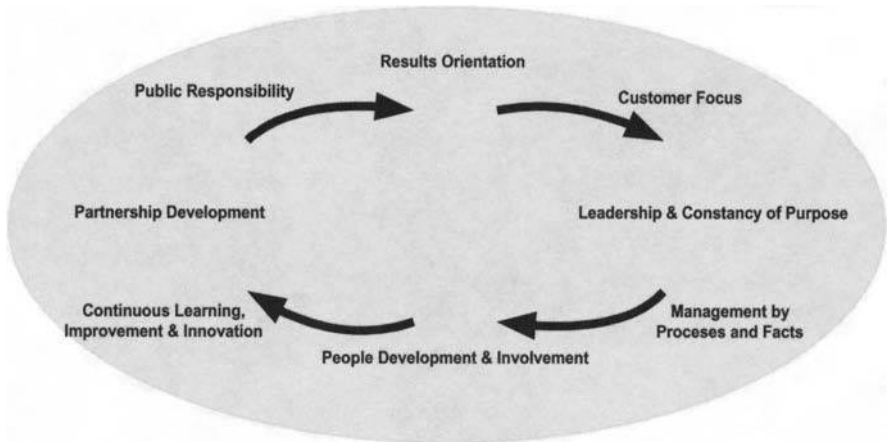 Results Orientation
Public Responsibility
Customer Focus
Partnership Development
Leadership & Constancy of Purpose
Continuous Learning,
Improvement & Innovation
Management by
Proceses and Facts
People Development & Involvement